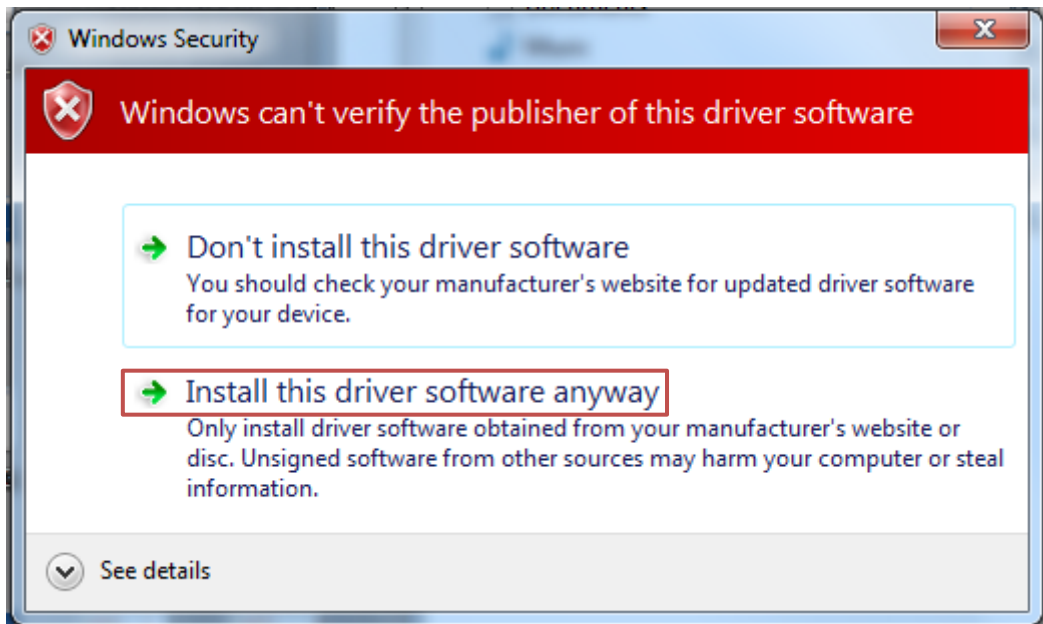 Windows Security
Windows can't verify the publisher of this driver software
Don't install this driver software
You should check your manufacturer's website for updated driver software
for your device.
Install this driver software anyway
Only install driver software obtained from your manufacturer's website or
disc. Unsigned software from other sources may harm your computer or steal
information.
See details